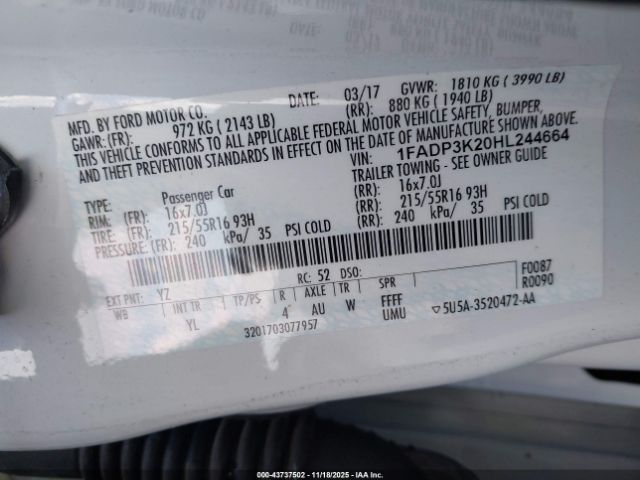 MFD. BY FORD MOTOR CO.
DATE: 03/17 GVWR: 1810 KG ( 3990 LB)
GAWR:(FR): 972 KG ( 2143 LB) (RR): 880 KG ( 1940 LB)
THIS VEHICLE CONFORMS TO ALL APPLICABLE FEDERAL MOTOR VEHICLE SAFETY, BUMPER,
AND THEFT PREVENTION STANDARDS IN EFFECT ON THE DATE OF MANUFACTURE SHOWN ABOVE.
VIN: 1FADP3K20HL244664
TYPE: Passenger Car TRAILER TOWING - SEE OWNER GUIDE
RIM: (FR): 16x7.0J (RR): 16x7.0J
TIRE: (FR): 215/55R16 93H (RR): 215/55R16 93H
PRESSURE: (FR): 240 kPa/ 35 PSI COLD (RR): 240 kPa/ 35 PSI COLD
EXT PNT: YZ RC: 52 DSO: F0087
WB INT TR TP/PS R AXLE TR SPR R0090
YL 4 AU W FFFF
3201703077957 UMU ▽5U5A-3520472-AA
000-43737502 - 11/18/2025 - IAA Inc.